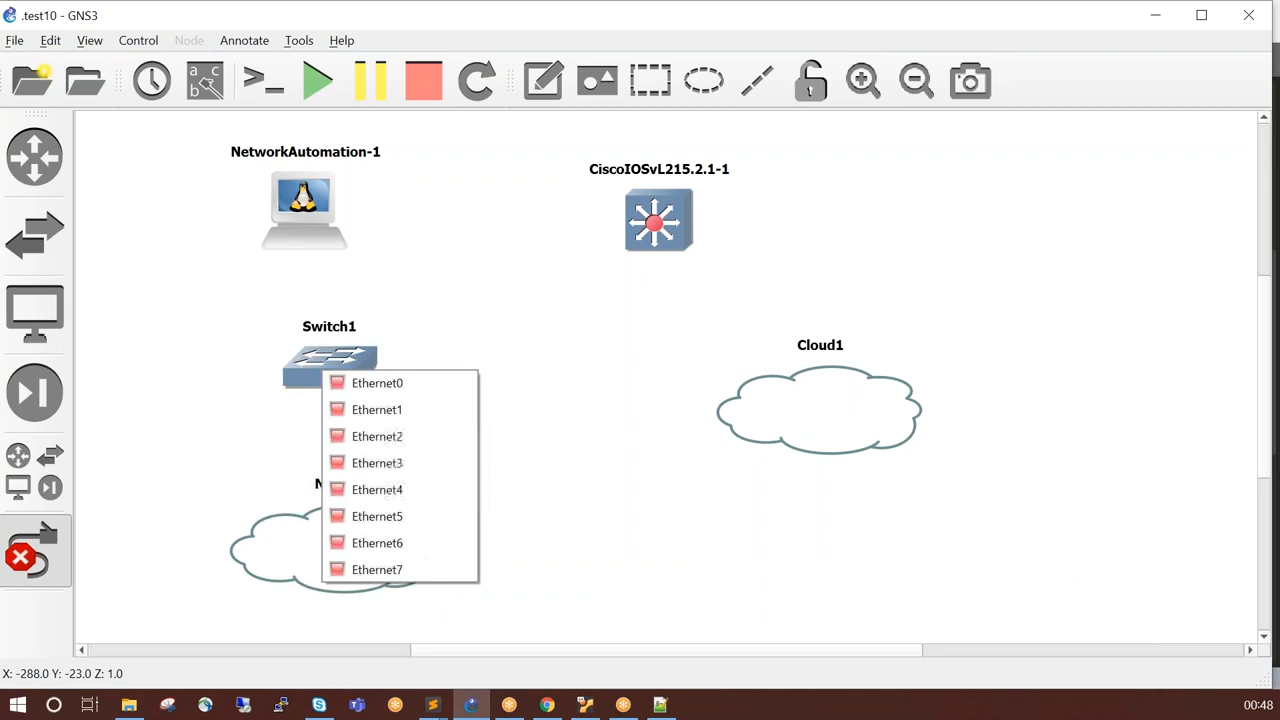 .test10 - GNS3
File Edit View Control Node Annotate Tools Help
a c
b
NetworkAutomation-1
CiscoIOSvL215.2.1-1
Switch1
Cloud1
Ethernet0
Ethernet1
Ethernet2
Ethernet3
Ethernet4
N
Ethernet5
Ethernet6
Ethernet7
X: -288.0 Y: -23.0 Z: 1.0
00:48